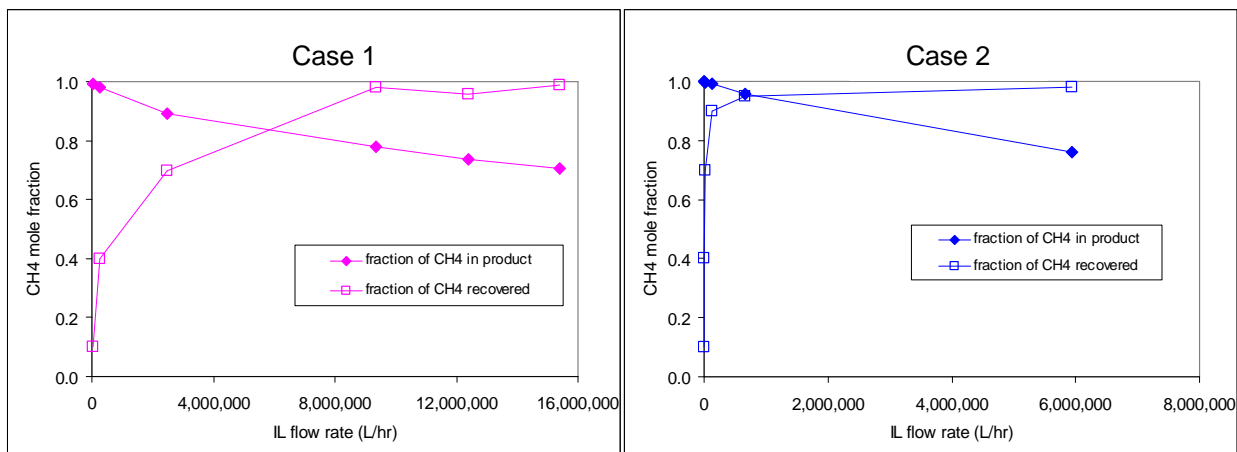 Case 1
CH4 mole fraction
1.0
0.8
0.6
0.4
0.2
0.0
fraction of CH4 in product
fraction of CH4 recovered
0
4,000,000
8,000,000
12,000,000
16,000,000
IL flow rate (L/hr)
Case 2
CH4 mole fraction
1.0
0.8
0.6
0.4
0.2
0.0
fraction of CH4 in product
fraction of CH4 recovered
0
2,000,000
4,000,000
6,000,000
8,000,000
IL flow rate (L/hr)